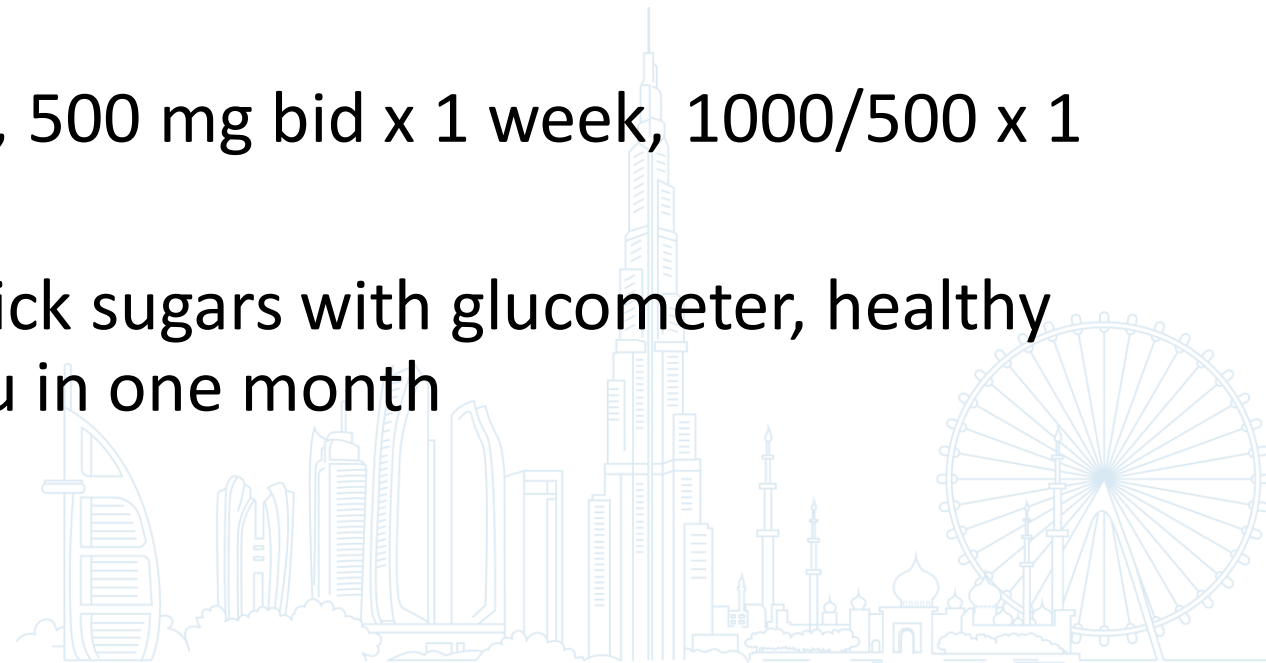 , 500 mg bid x 1 week, 1000/500 x 1
ick sugars with glucometer, healthy
in one month